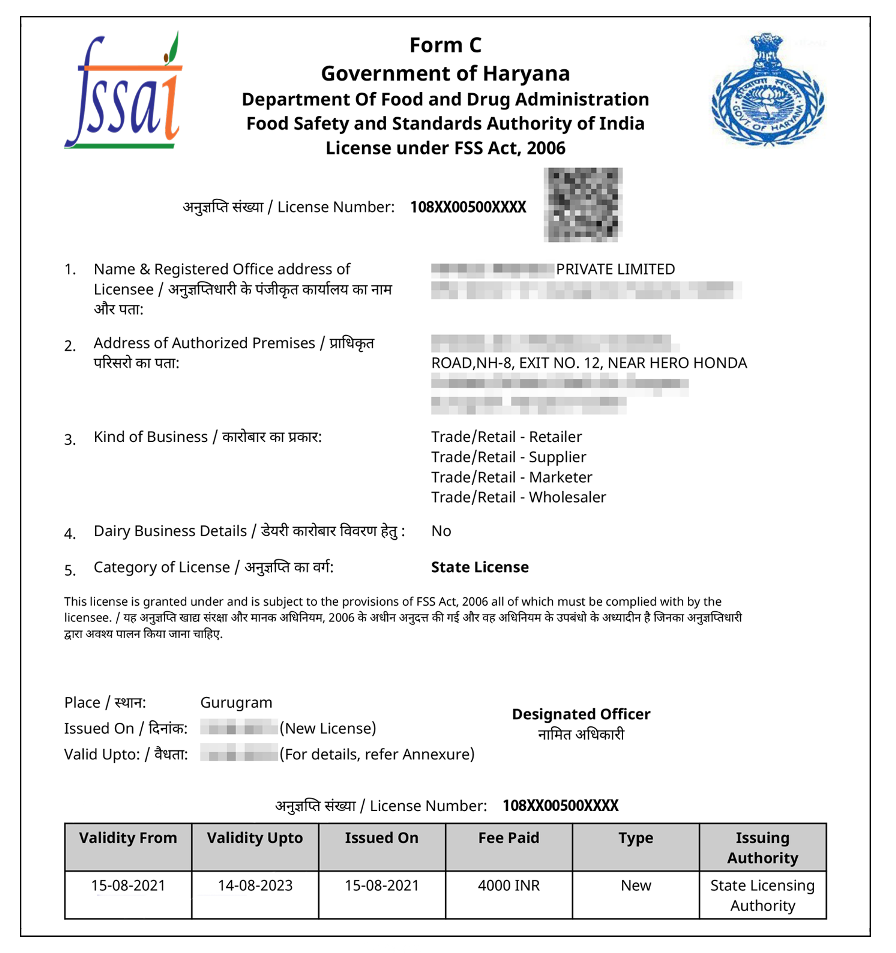 fssai
Form C
Government of Haryana
Department Of Food and Drug Administration
Food Safety and Standards Authority of India
License under FSS Act, 2006
हरियाणा सरकार
GOVT OF HARYANA
अनुज्ञप्ति संख्या / License Number: 108XX00500XXXX
1. Name & Registered Office address of
Licensee / अनुज्ञप्तिधारी के पंजीकृत कार्यालय का नाम
और पता:
PRIVATE LIMITED
2. Address of Authorized Premises / प्राधिकृत
परिसरो का पता:
ROAD,NH-8, EXIT NO. 12, NEAR HERO HONDA
3. Kind of Business / कारोबार का प्रकार:
Trade/Retail - Retailer
Trade/Retail - Supplier
Trade/Retail - Marketer
Trade/Retail - Wholesaler
4. Dairy Business Details / डेयरी कारोबार विवरण हेतु : No
5. Category of License / अनुज्ञप्ति का वर्ग: State License
This license is granted under and is subject to the provisions of FSS Act, 2006 all of which must be complied with by the
licensee. / यह अनुज्ञप्ति खाद्य संरक्षा और मानक अधिनियम, 2006 के अधीन अनुदत्त की गई और वह अधिनियम के उपबंधो के अध्यादीन है जिनका अनुज्ञप्तिधारी
द्वारा अवश्य पालन किया जाना चाहिए.
Place / स्थान: Gurugram
Issued On / दिनांक: (New License)
Valid Upto: / वैधता: (For details, refer Annexure)
Designated Officer
नामित अधिकारी
अनुज्ञप्ति संख्या / License Number: 108XX00500XXXX
Validity From Validity Upto Issued On Fee Paid Type Issuing
Authority
15-08-2021 14-08-2023 15-08-2021 4000 INR New State Licensing
Authority